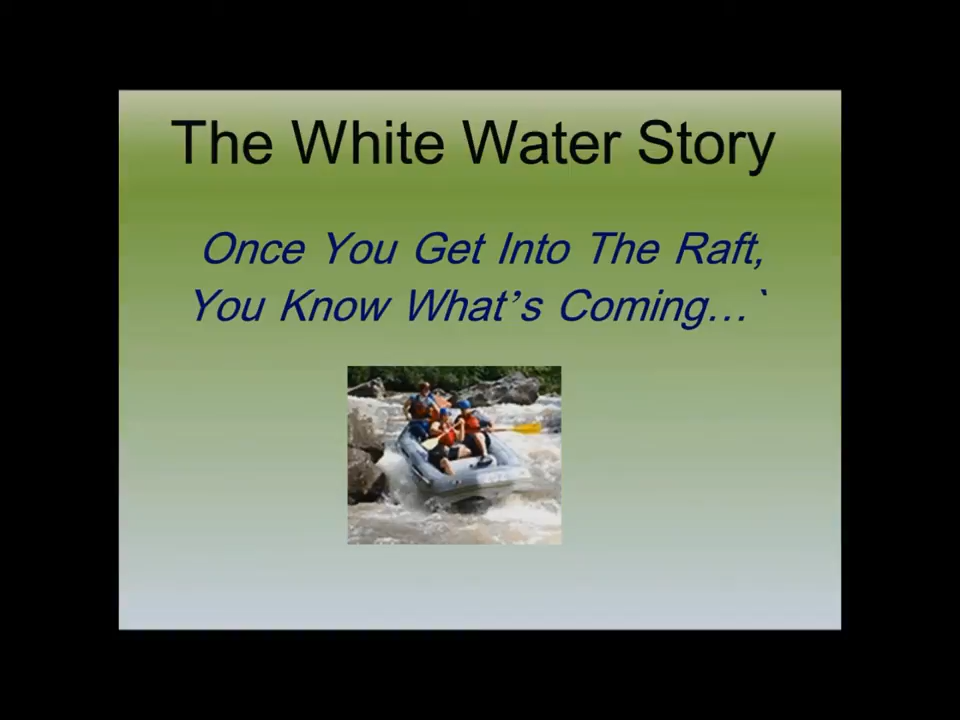 The White Water Story
Once You Get Into The Raft,
You Know What’s Coming…`